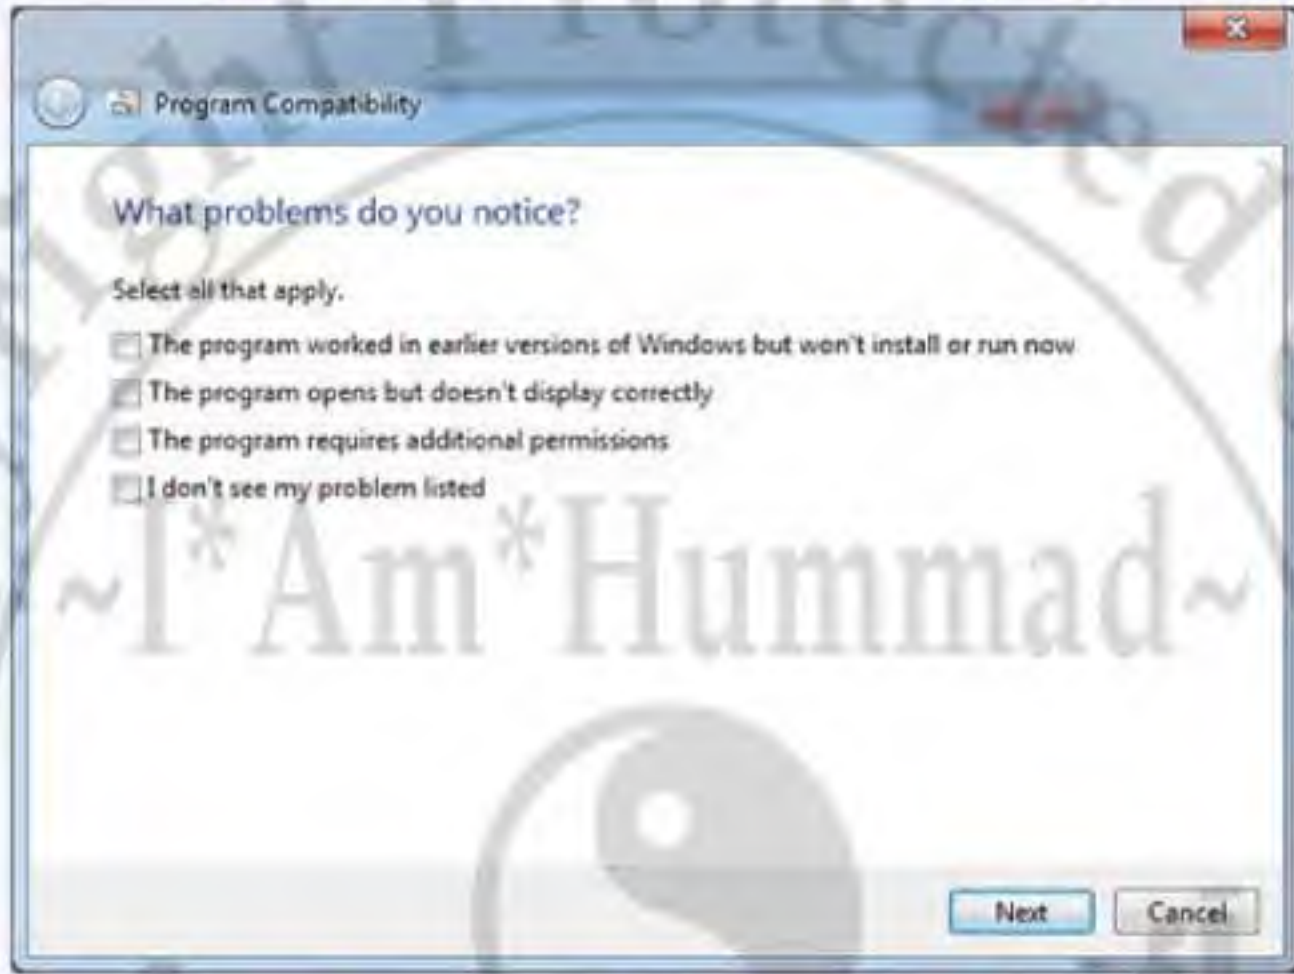 Protected
Program Compatibility
What problems do you notice?
Select all that apply.
The program worked in earlier versions of Windows but won't install or run now
The program opens but doesn't display correctly
The program requires additional permissions
I don't see my problem listed
~I*Am*Hummad~
Next
Cancel